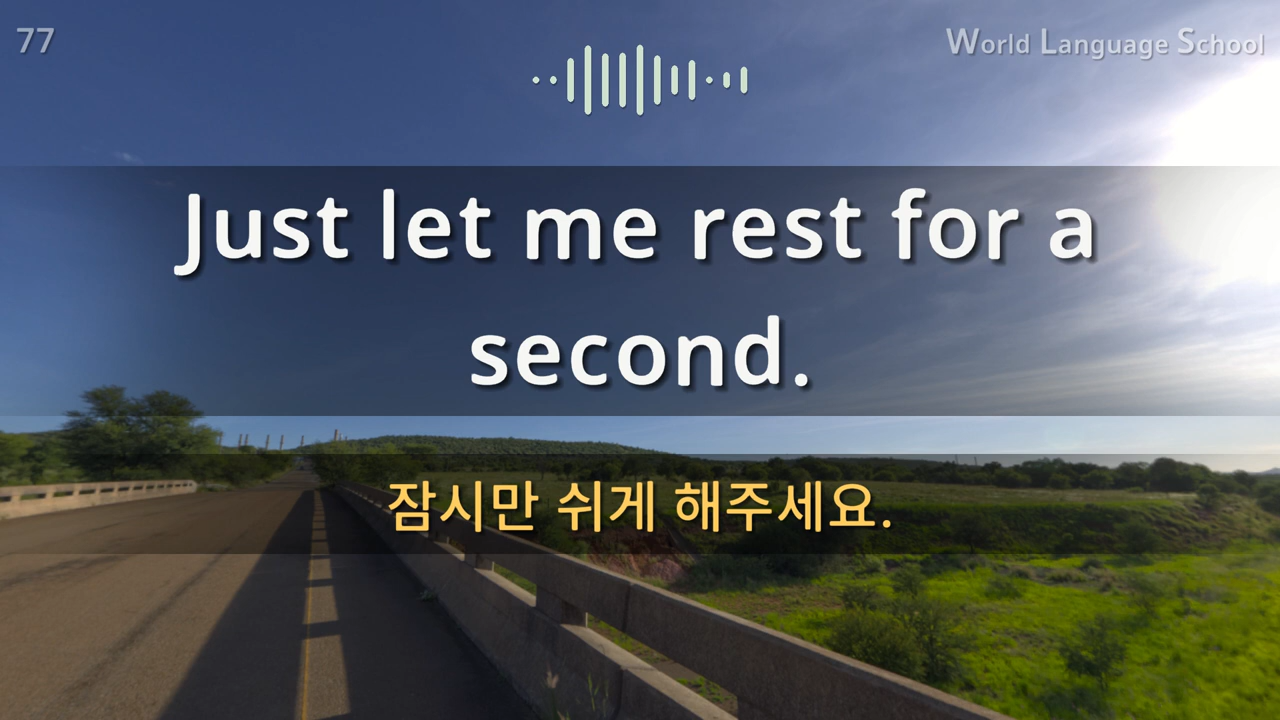 77
World Language School
Just let me rest for a
second.
잠시만 쉬게 해주세요.